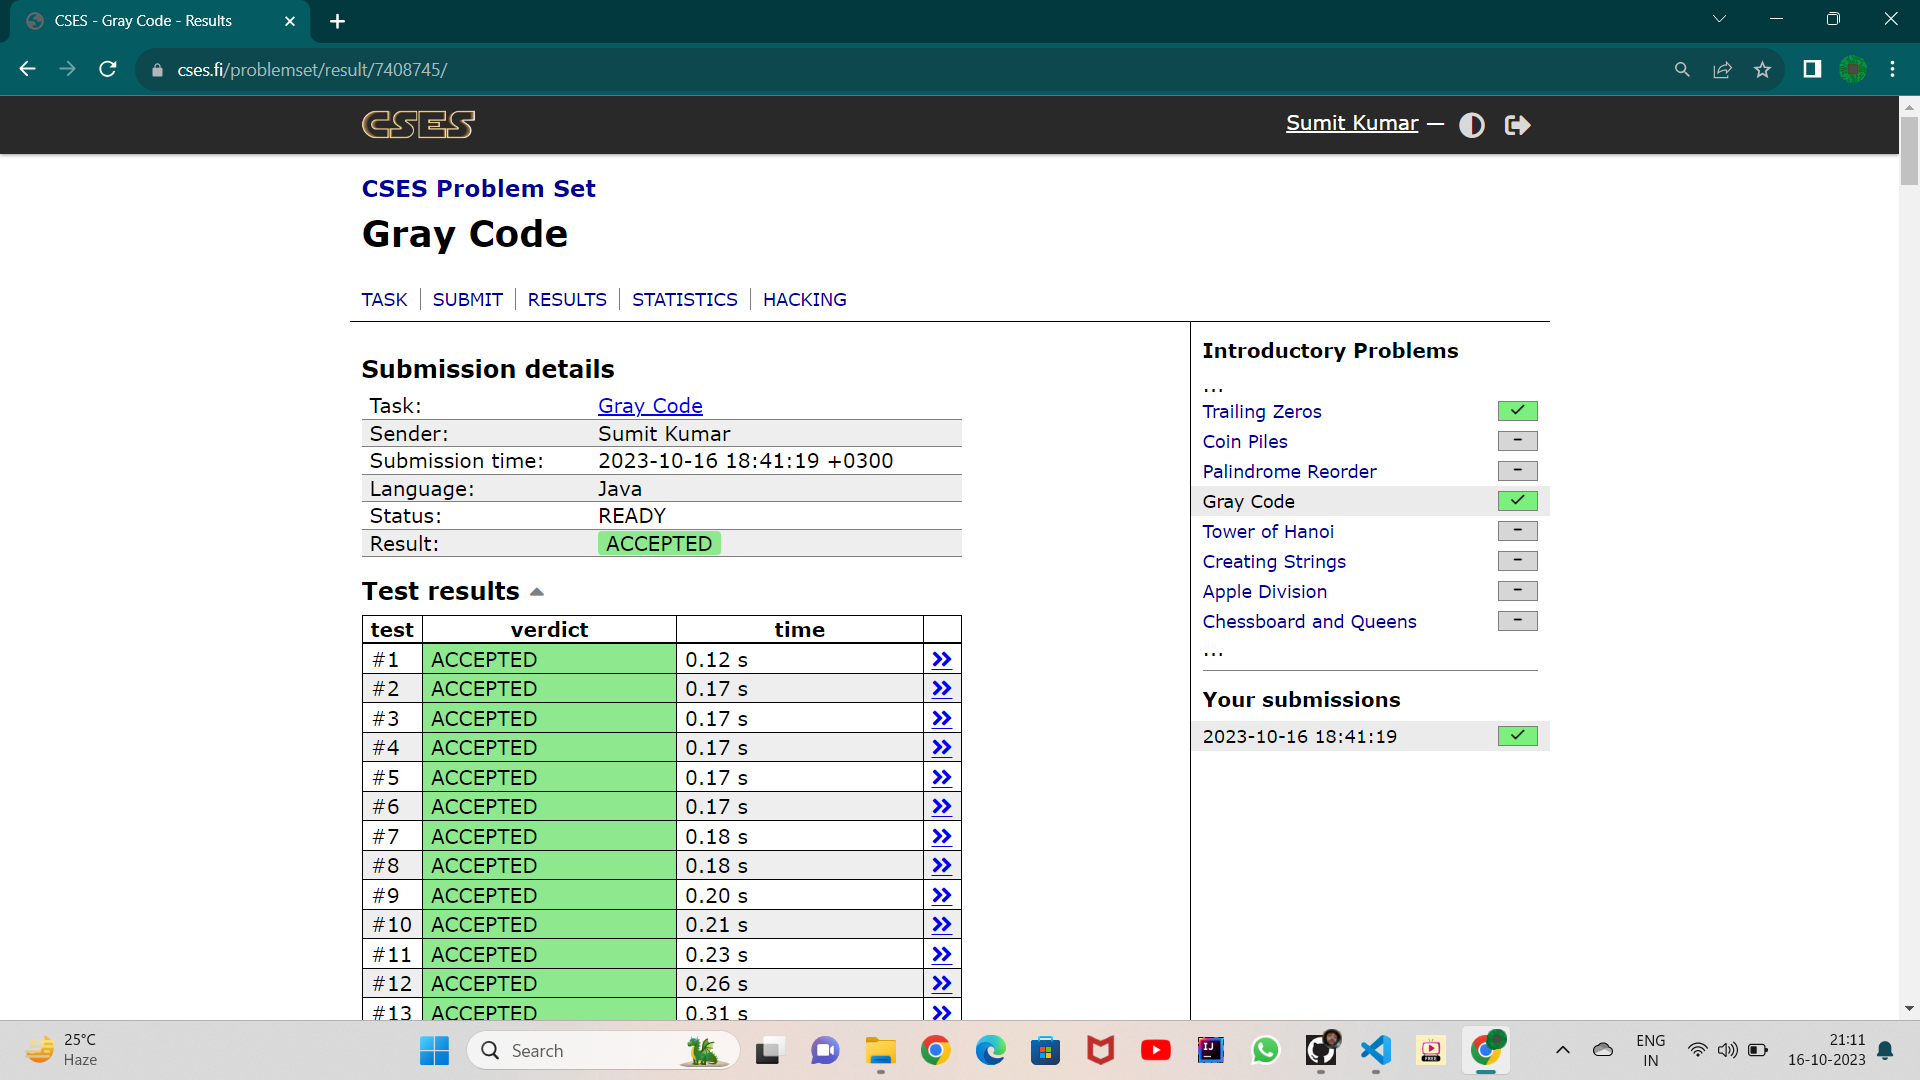 CSES - Gray Code - Results
cses.fi/problemset/result/7408745/
CSES
Sumit Kumar —
CSES Problem Set
Gray Code
TASK SUBMIT RESULTS STATISTICS HACKING
Submission details
Task: Gray Code
Sender: Sumit Kumar
Submission time: 2023-10-16 18:41:19 +0300
Language: Java
Status: READY
Result: ACCEPTED
Test results
test verdict time
#1 ACCEPTED 0.12 s
#2 ACCEPTED 0.17 s
#3 ACCEPTED 0.17 s
#4 ACCEPTED 0.17 s
#5 ACCEPTED 0.17 s
#6 ACCEPTED 0.17 s
#7 ACCEPTED 0.18 s
#8 ACCEPTED 0.18 s
#9 ACCEPTED 0.20 s
#10 ACCEPTED 0.21 s
#11 ACCEPTED 0.23 s
#12 ACCEPTED 0.26 s
#13 ACCEPTED 0.31 s
Introductory Problems
...
Trailing Zeros
Coin Piles
Palindrome Reorder
Gray Code
Tower of Hanoi
Creating Strings
Apple Division
Chessboard and Queens
...
Your submissions
2023-10-16 18:41:19
25°C
Haze
Search
ENG
IN
21:11
16-10-2023